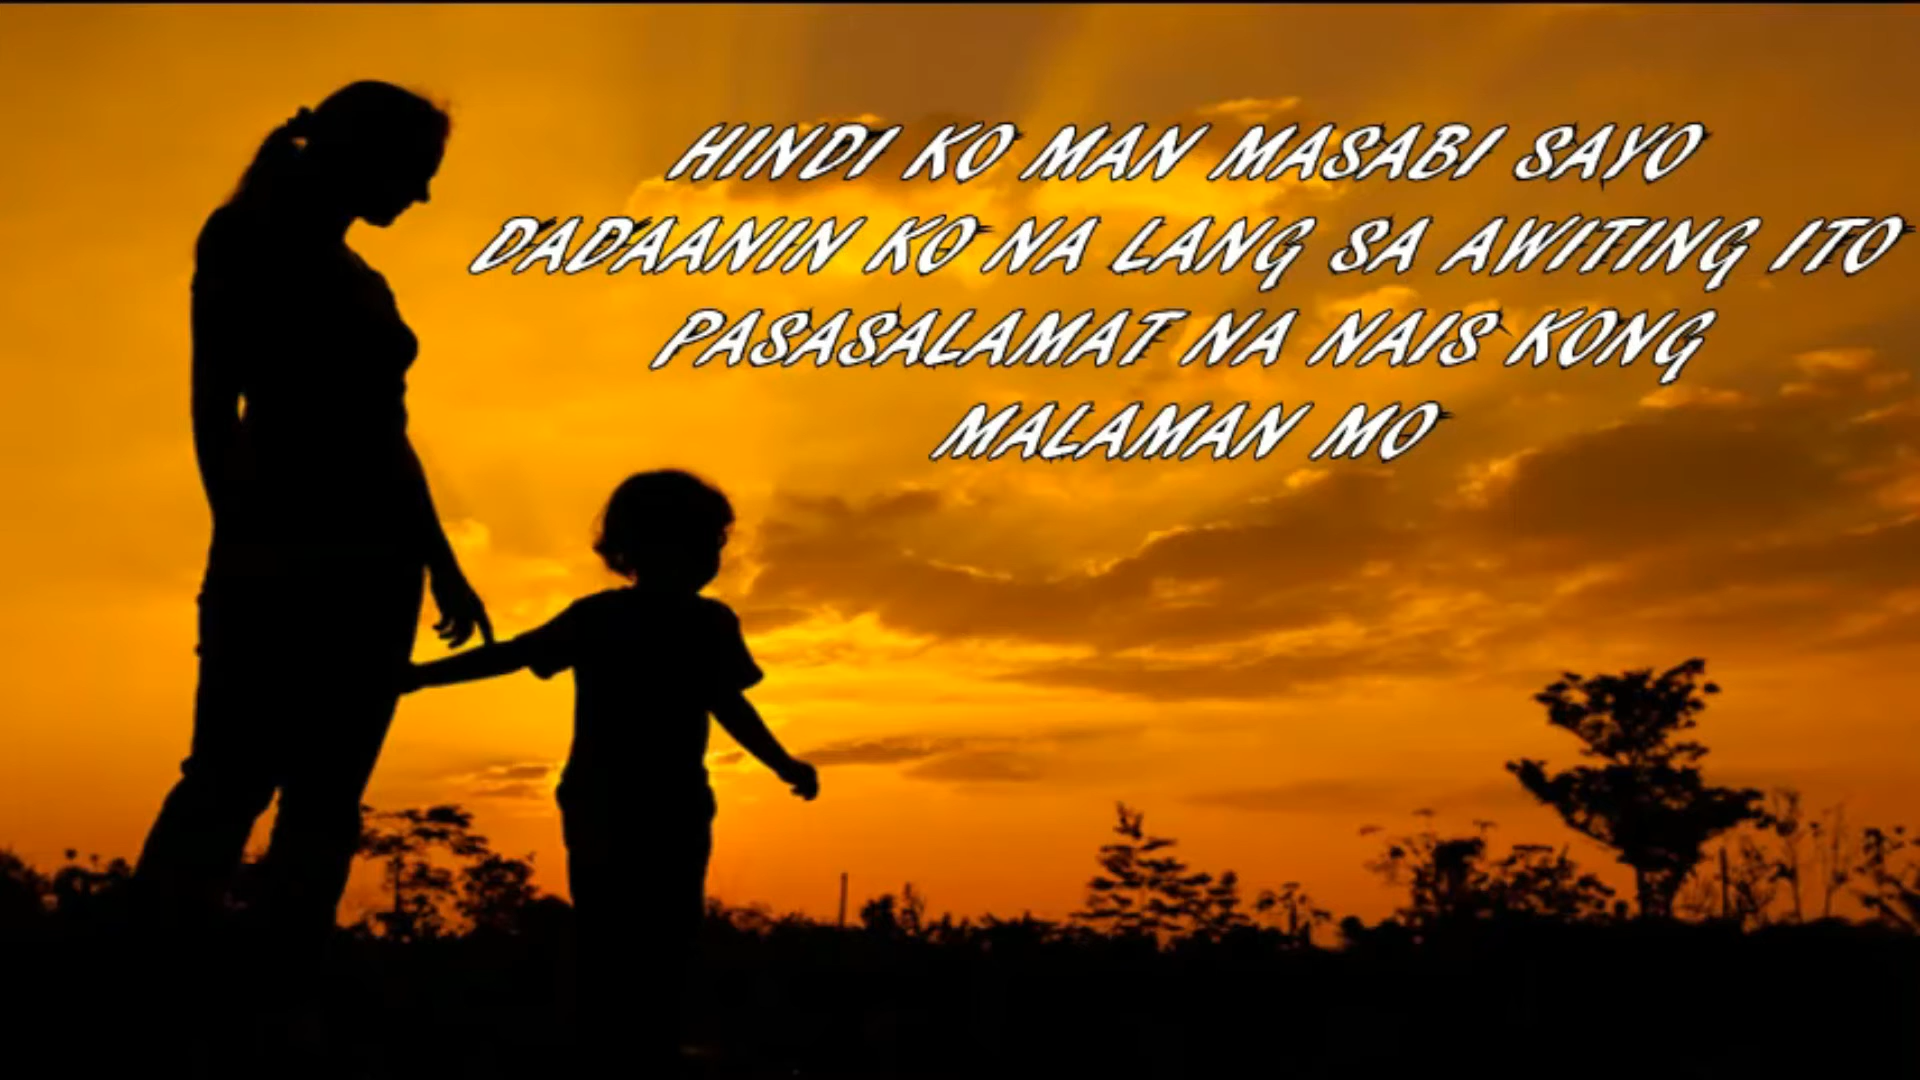 HINDI KO MAN MASABI SAYO
DADAANIN KO NA LANG SA AWITING ITO
PASASALAMAT NA NAIS KONG
MALAMAN MO